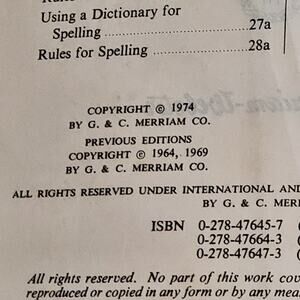 Using a Dictionary for
Spelling ........................ 27a
Rules for Spelling ................ 28a
COPYRIGHT © 1974
BY G. & C. MERRIAM CO.
PREVIOUS EDITIONS
COPYRIGHT © 1964, 1969
BY G. & C. MERRIAM CO.
ALL RIGHTS RESERVED UNDER INTERNATIONAL AND
BY G. & C. MER
ISBN 0-278-47645-7 (
0-278-47664-3 (
0-278-47647-3 (
All rights reserved. No part of this work cov
reproduced or copied in any form or by any mea